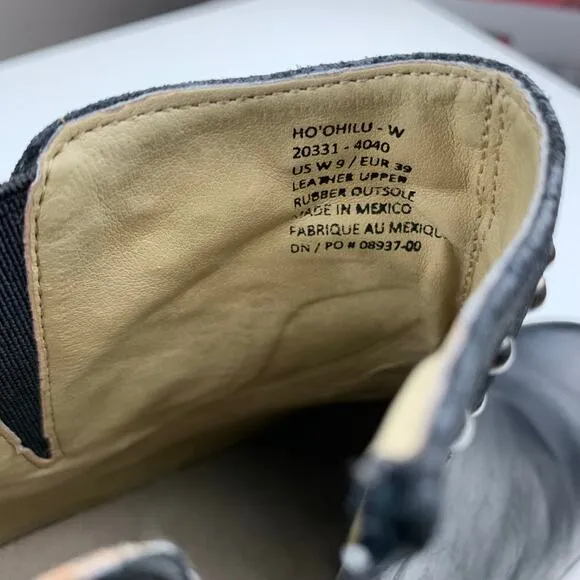 HO'OHILU - W
20331 - 4040
US W 9 / EUR 39
LEATHER UPPER
RUBBER OUTSOLE
MADE IN MEXICO
FABRIQUE AU MEXIQU
DN / PO # 08937-00